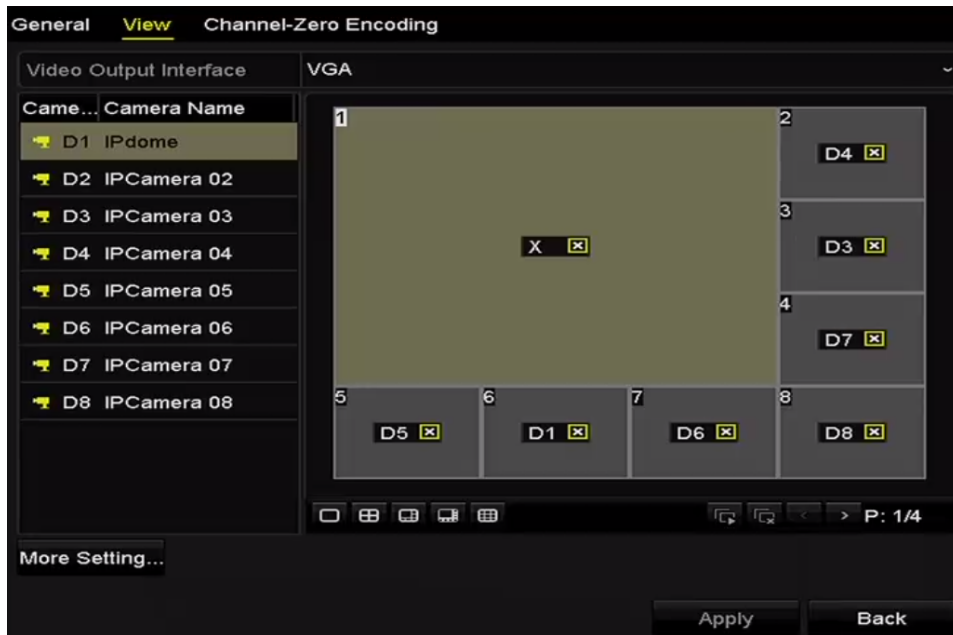 General View Channel-Zero Encoding
Video Output Interface VGA
Came... Camera Name
D1 IPdome
D2 IPCamera 02
D3 IPCamera 03
D4 IPCamera 04
D5 IPCamera 05
D6 IPCamera 06
D7 IPCamera 07
D8 IPCamera 08
1
X
2
D4
3
D3
4
D7
5
D5
6
D1
7
D6
8
D8
P: 1/4
More Setting...
Apply Back